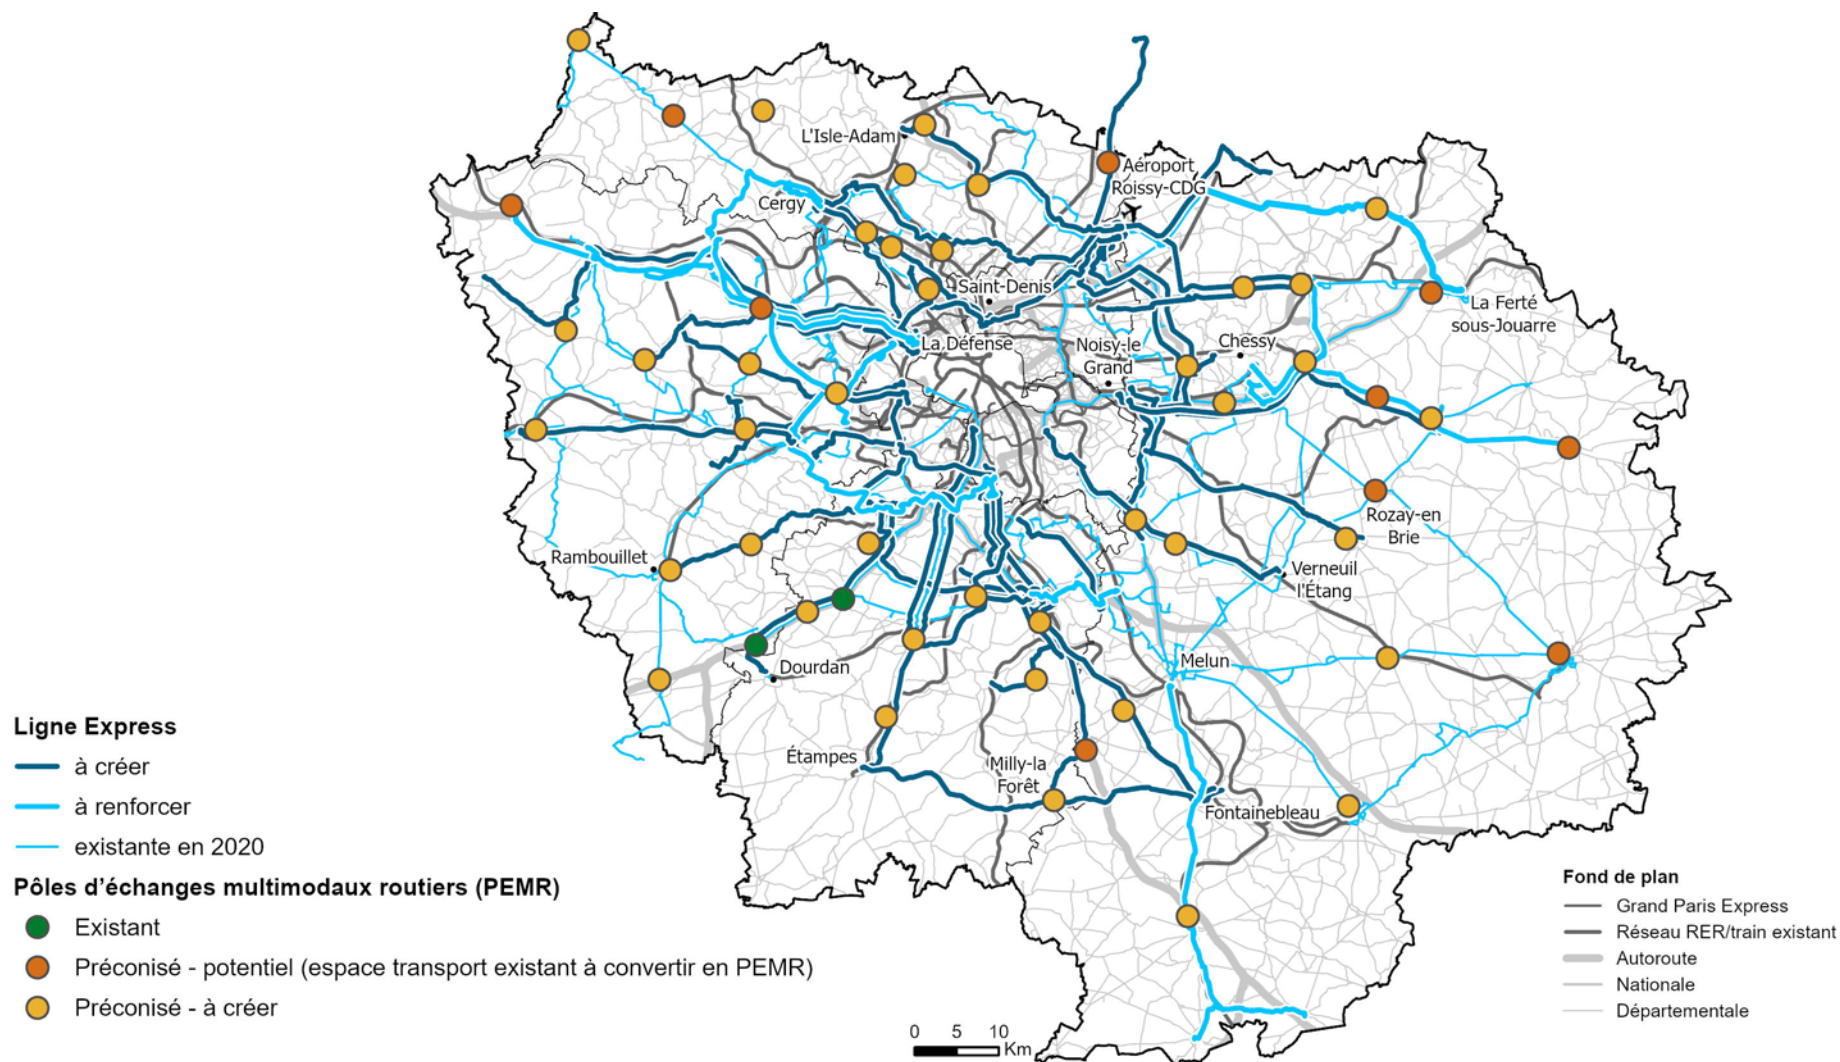 L'Isle-Adam
Aéroport
Roissy-CDG
Cergy
Saint-Denis
La Ferté
sous-Jouarre
La Défense
Noisy-le
Grand
Chessy
Rozay-en
Brie
Rambouillet
Verneuil
l'Étang
Dourdan
Melun
Étampes
Milly-la
Forêt
Fontainebleau
Ligne Express
à créer
à renforcer
existante en 2020
Pôles d'échanges multimodaux routiers (PEMR)
Existant
Préconisé - potentiel (espace transport existant à convertir en PEMR)
Préconisé - à créer
0 5 10
Km
Fond de plan
Grand Paris Express
Réseau RER/train existant
Autoroute
Nationale
Départementale